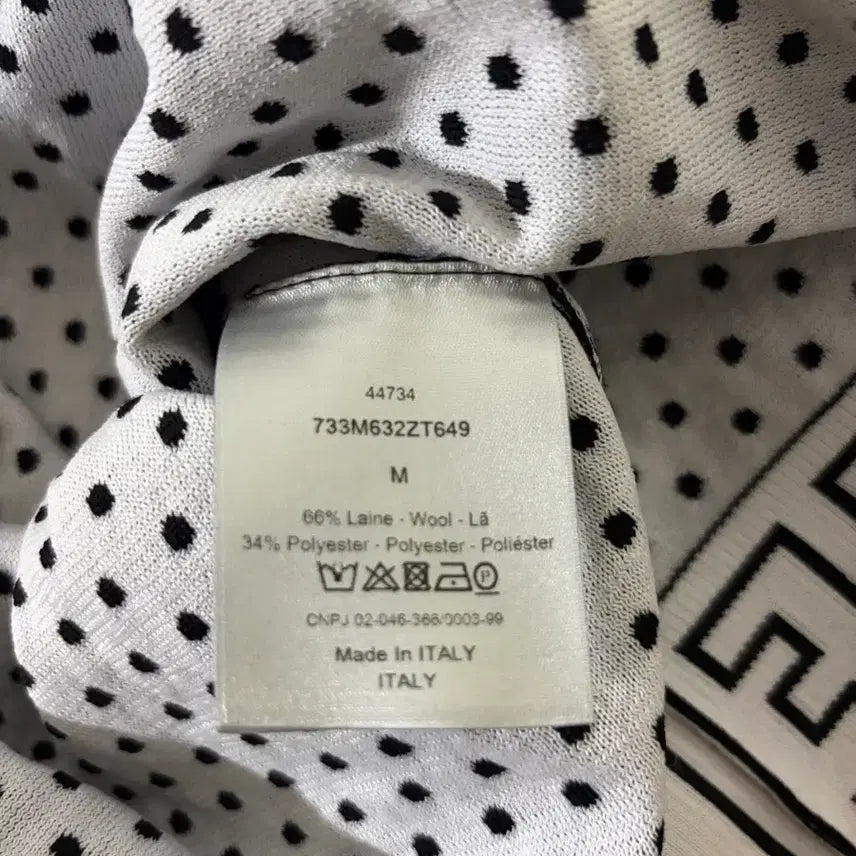 44734
733M632ZT649
M
66% Laine - Wool - Lã
34% Polyester - Polyester - Poliéster
P
CNPJ 02-046-366/0003-99
Made In ITALY
ITALY